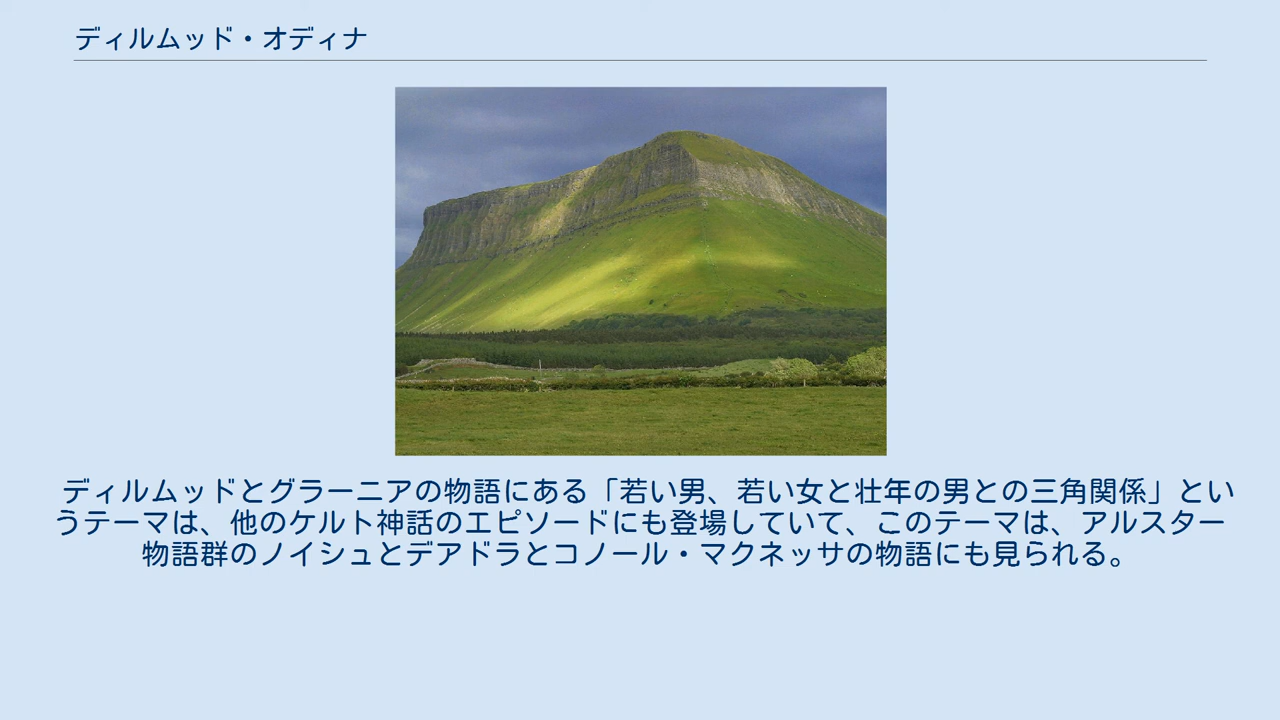 ディルムッド・オディナ
ディルムッドとグラーニアの物語にある「若い男、若い女と壮年の男との三角関係」とい
うテーマは、他のケルト神話のエピソードにも登場していて、このテーマは、アルスター
物語群のノイシュとデアドラとコノール・マクネッサの物語にも見られる。